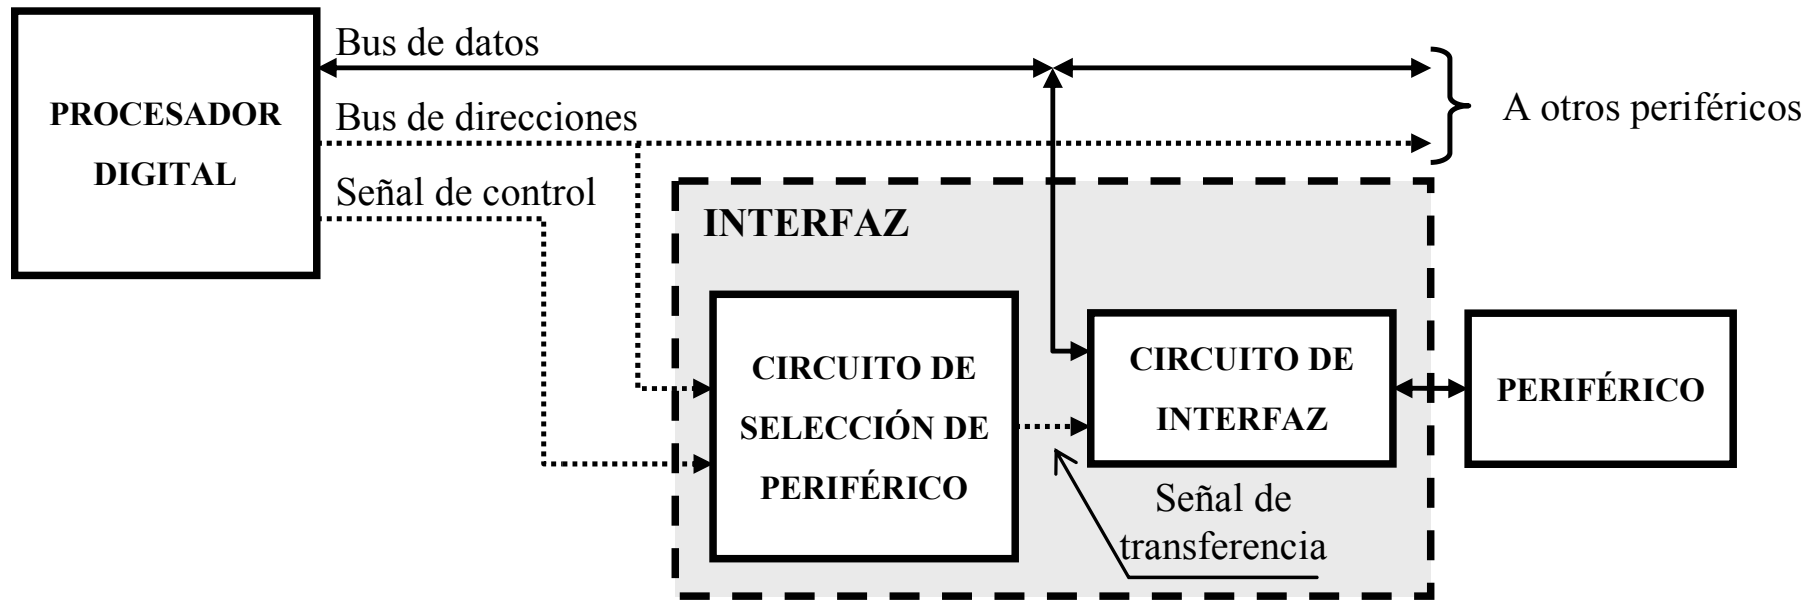 PROCESADOR
DIGITAL
Bus de datos
Bus de direcciones
Señal de control
A otros periféricos
INTERFAZ
CIRCUITO DE
SELECCIÓN DE
PERIFÉRICO
CIRCUITO DE
INTERFAZ
PERIFÉRICO
Señal de
transferencia